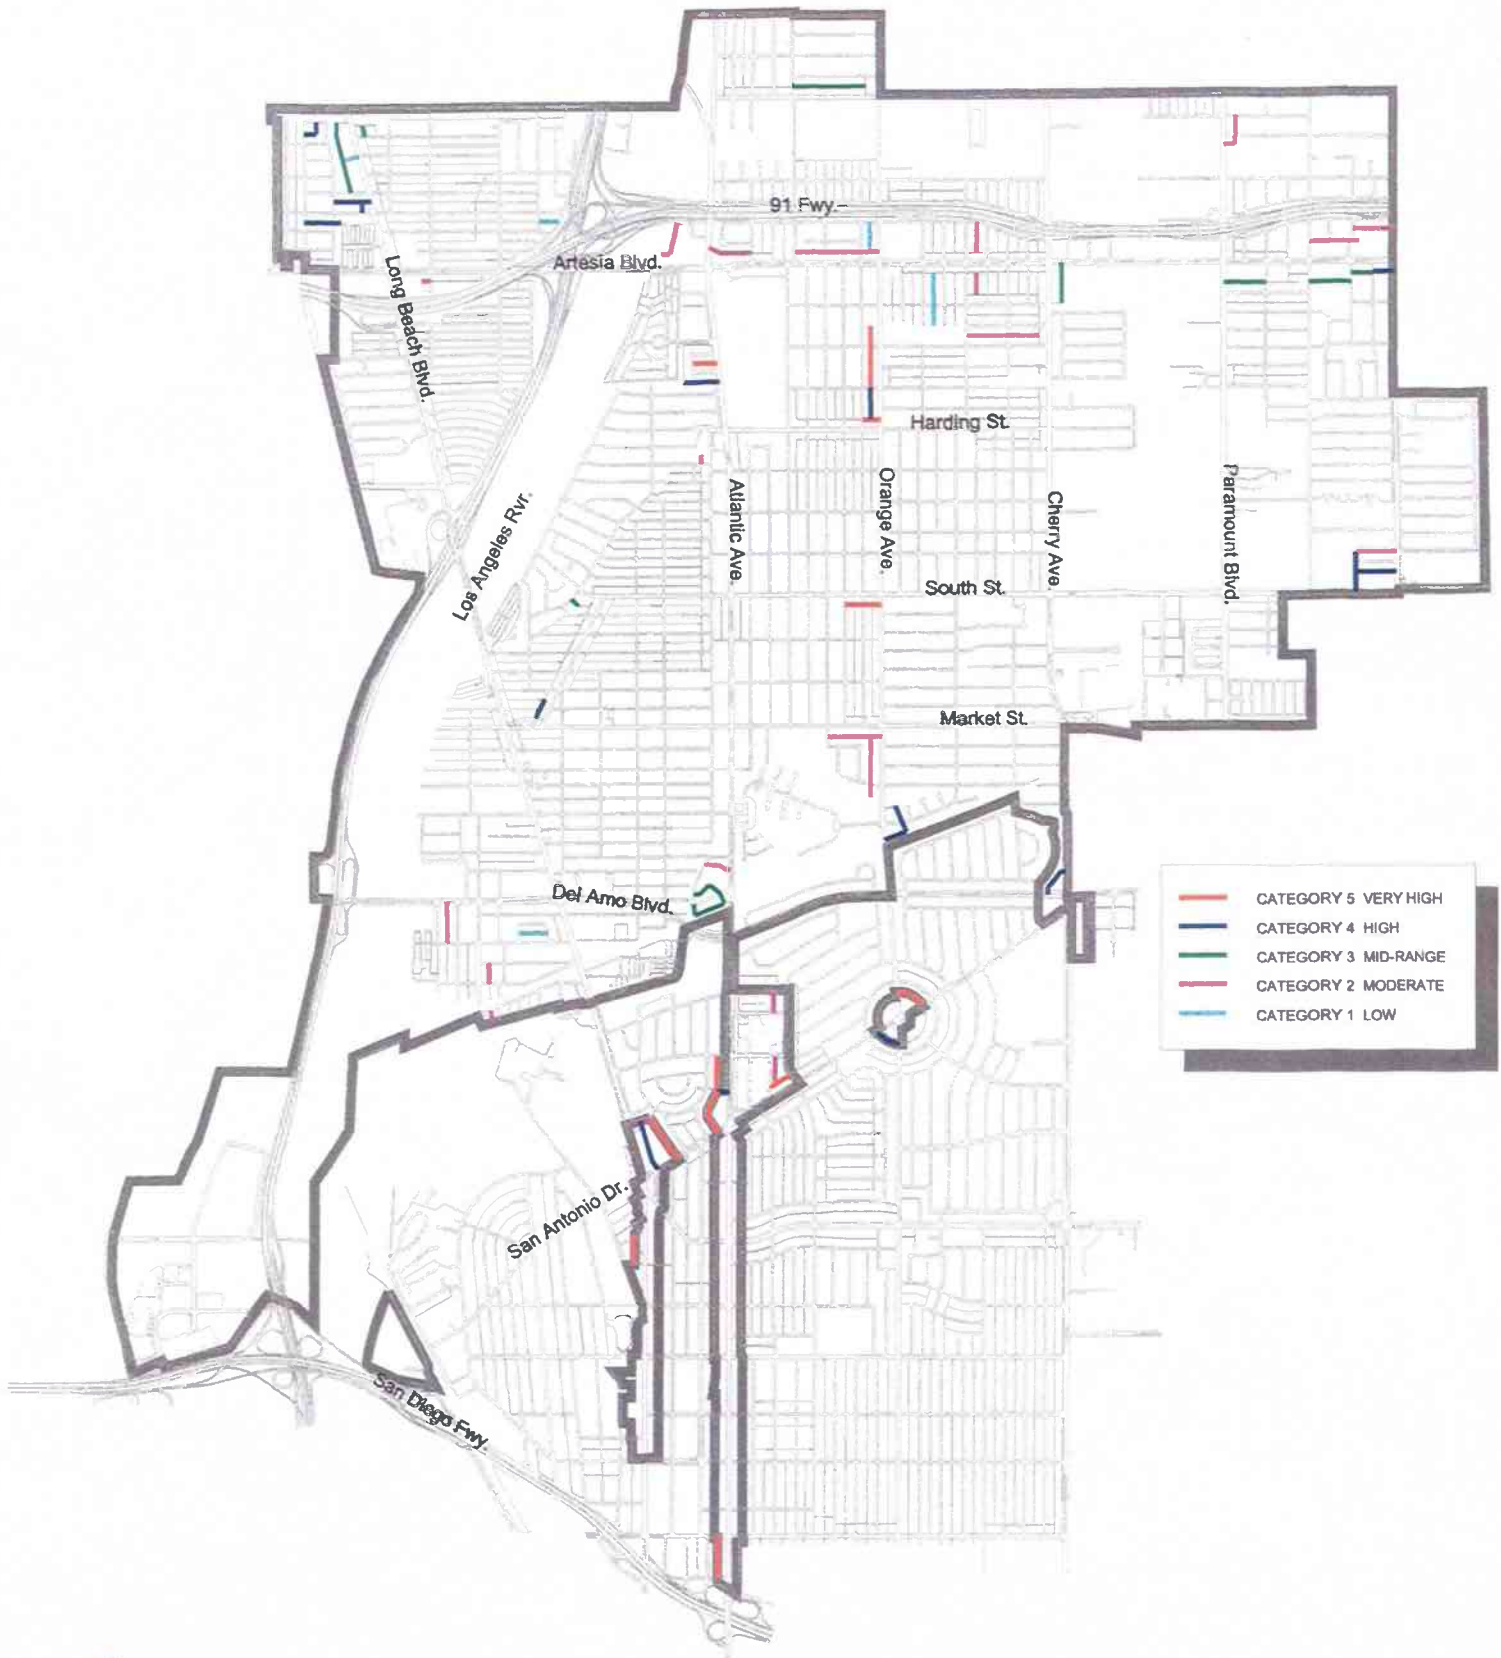 91 Fwy.
Artesia Blvd.
Long Beach Blvd.
Harding St.
Los Angeles Rvr.
Atlantic Ave.
Orange Ave.
Cherry Ave.
Paramount Blvd.
South St.
Market St.
Del Amo Blvd.
CATEGORY 5 VERY HIGH
CATEGORY 4 HIGH
CATEGORY 3 MID-RANGE
CATEGORY 2 MODERATE
CATEGORY 1 LOW
San Antonio Dr.
San Diego Fwy.